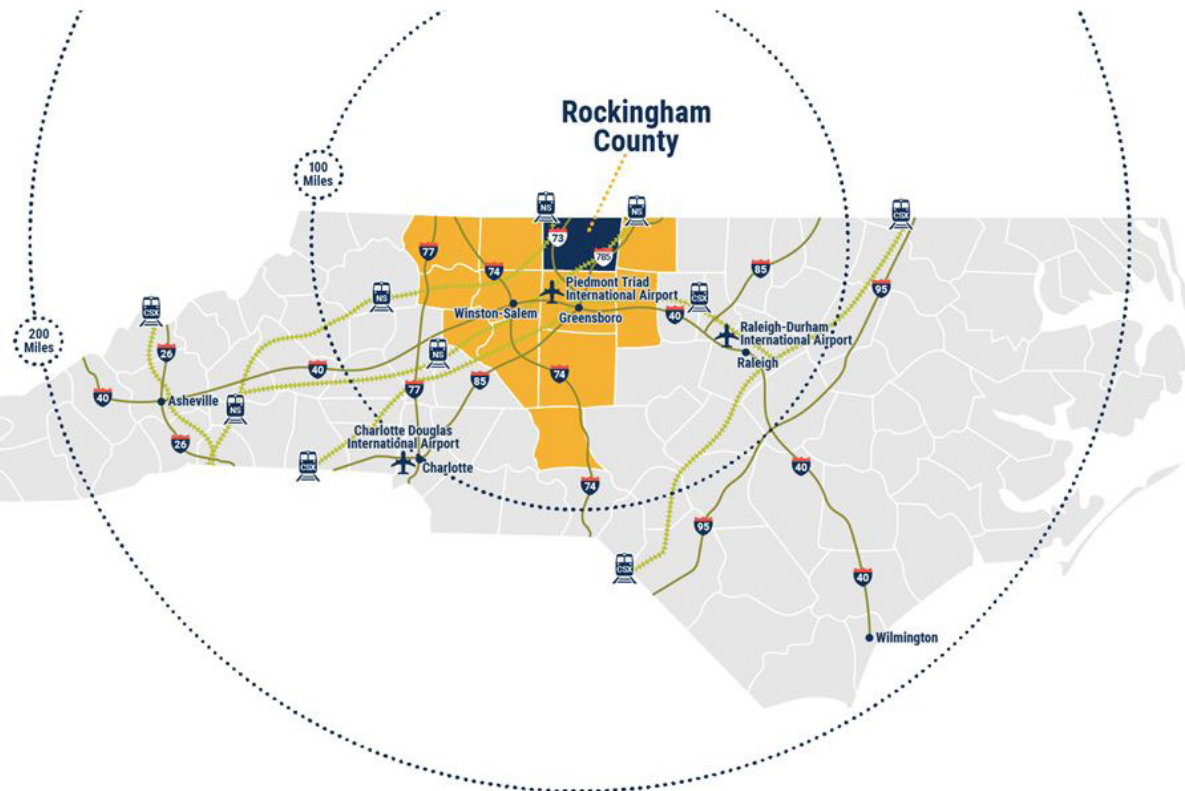 Rockingham
County
100
Miles
NS
NS
CSX
73
785
77
74
85
95
Piedmont Triad
International Airport
NS
CSX
CSX
Winston-Salem
Greensboro
40
Raleigh-Durham
International Airport
Raleigh
200
Miles
26
NS
40
77
85
74
40
Asheville
NS
26
Charlotte Douglas
International Airport
Charlotte
CSX
40
74
95
CSX
40
Wilmington